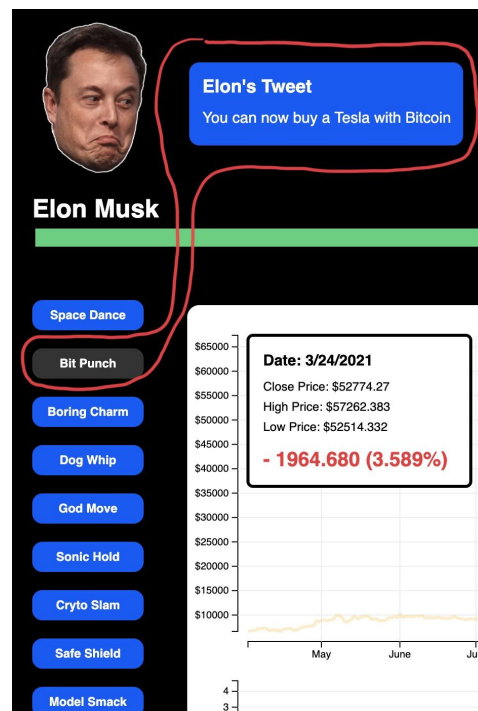 Elon's Tweet
You can now buy a Tesla with Bitcoin
Elon Musk
Space Dance
Bit Punch
Boring Charm
Dog Whip
God Move
Sonic Hold
Cryto Slam
Safe Shield
Model Smack
Date: 3/24/2021
Close Price: $52774.27
High Price: $57262.383
Low Price: $52514.332
- 1964.680 (3.589%)
$65000
$60000
$55000
$50000
$45000
$40000
$35000
$30000
$25000
$20000
$15000
$10000
May
June
Ju
4
3